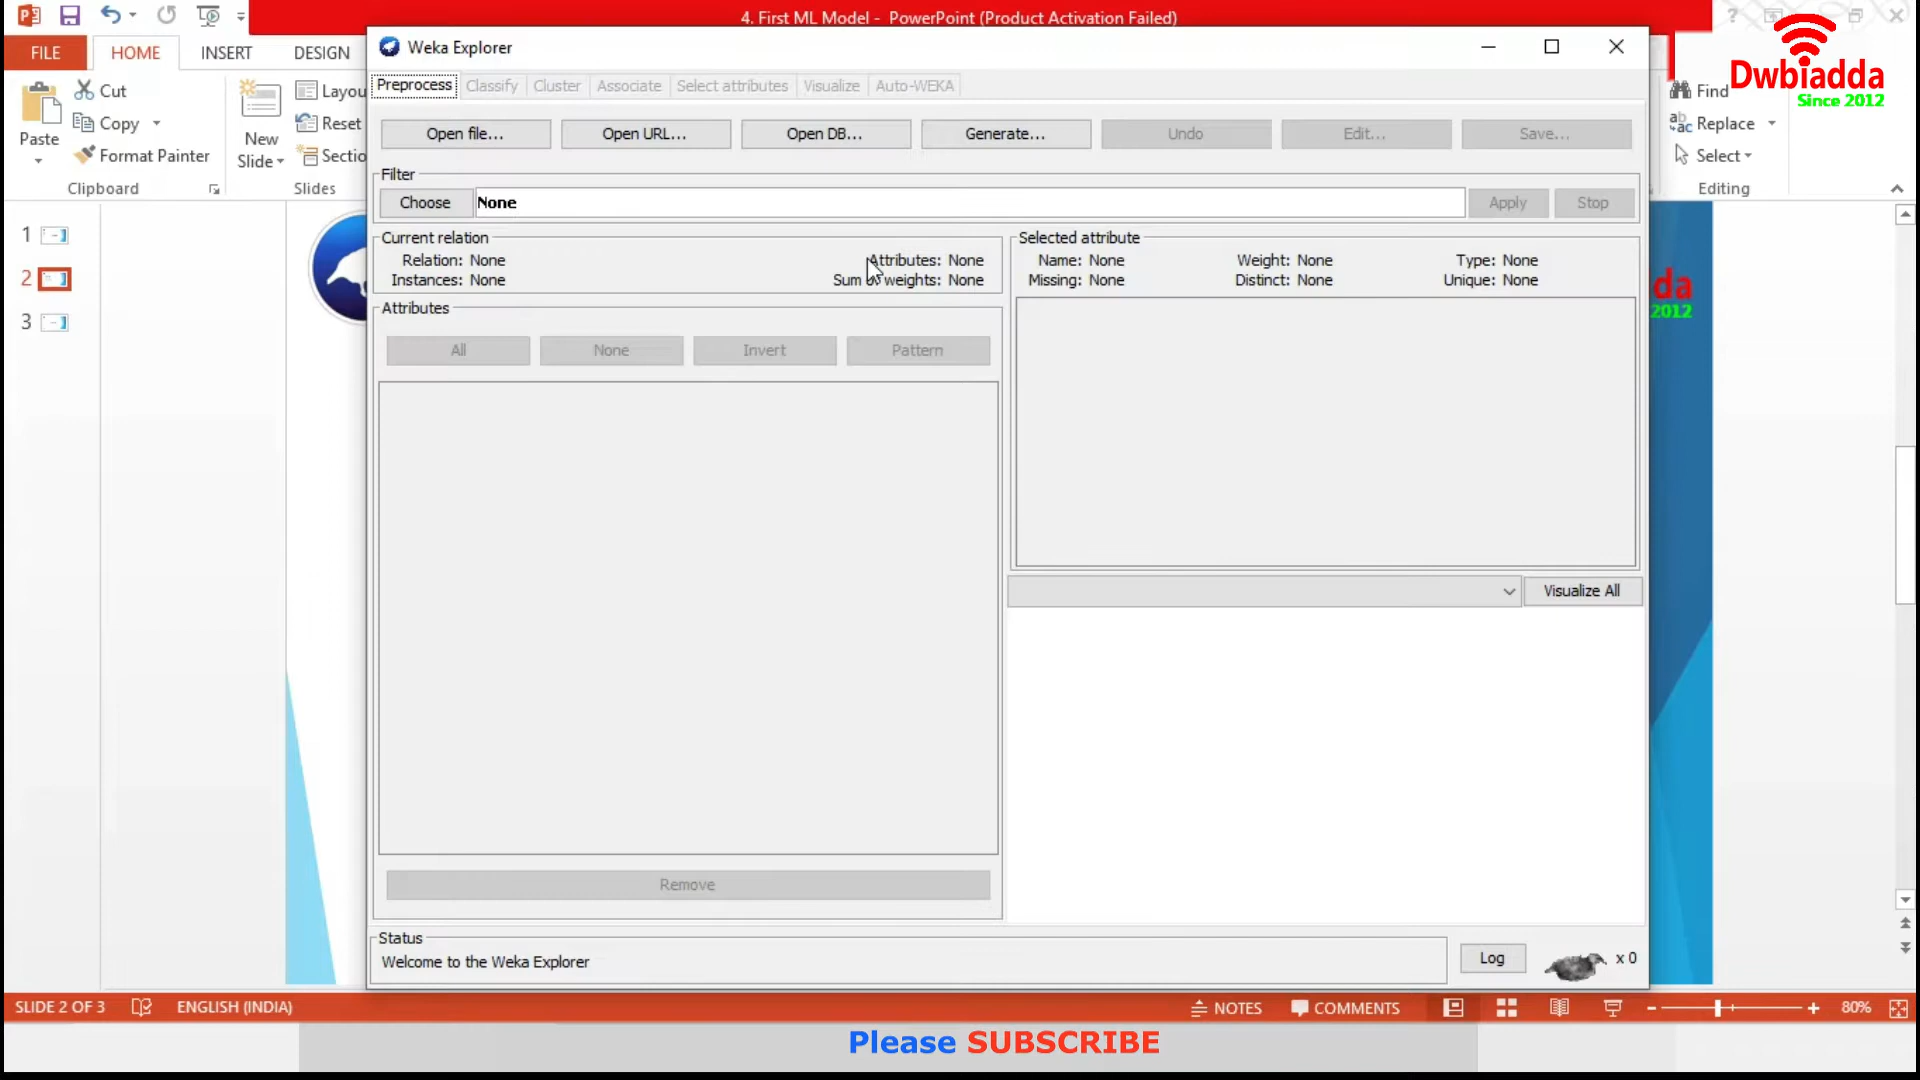 4. First ML Model - PowerPoint (Product Activation Failed)
?
FILE
HOME
INSERT
DESIGN
Cut
Copy
Format Painter
Paste
Clipboard
New
Slide
Layou
Reset
Sectio
Slides
Find
Replace
Select
Editing
Dwbiadda
Since 2012
1
2
3
Weka Explorer
Preprocess
Classify
Cluster
Associate
Select attributes
Visualize
Auto-WEKA
Open file...
Open URL...
Open DB...
Generate...
Undo
Edit...
Save...
Filter
Choose
None
Apply
Stop
Current relation
Relation: None
Attributes: None
Instances: None
Sum of weights: None
Selected attribute
Name: None
Weight: None
Type: None
Missing: None
Distinct: None
Unique: None
Attributes
All
None
Invert
Pattern
Visualize All
da
2012
Remove
Status
Welcome to the Weka Explorer
Log
x 0
SLIDE 2 OF 3
ENGLISH (INDIA)
NOTES
COMMENTS
80%
Please SUBSCRIBE